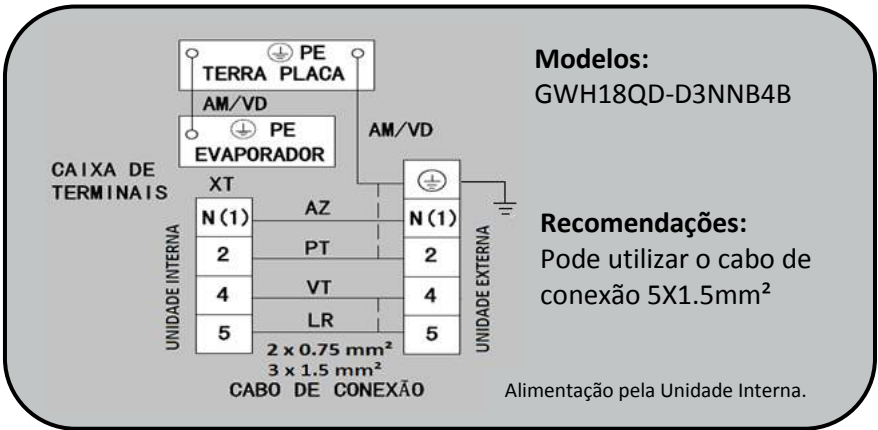 PE
TERRA PLACA
AM/VD
PE
EVAPORADOR
AM/VD
CAIXA DE
TERMINAIS
XT
UNIDADE INTERNA
N(1) AZ N(1)
2 PT 2
4 VT 4
5 LR 5
UNIDADE EXTERNA
2 x 0.75 mm²
3 x 1.5 mm²
CABO DE CONEXÃO
Modelos:
GWH18QD-D3NNB4B
Recomendações:
Pode utilizar o cabo de
conexão 5X1.5mm²
Alimentação pela Unidade Interna.